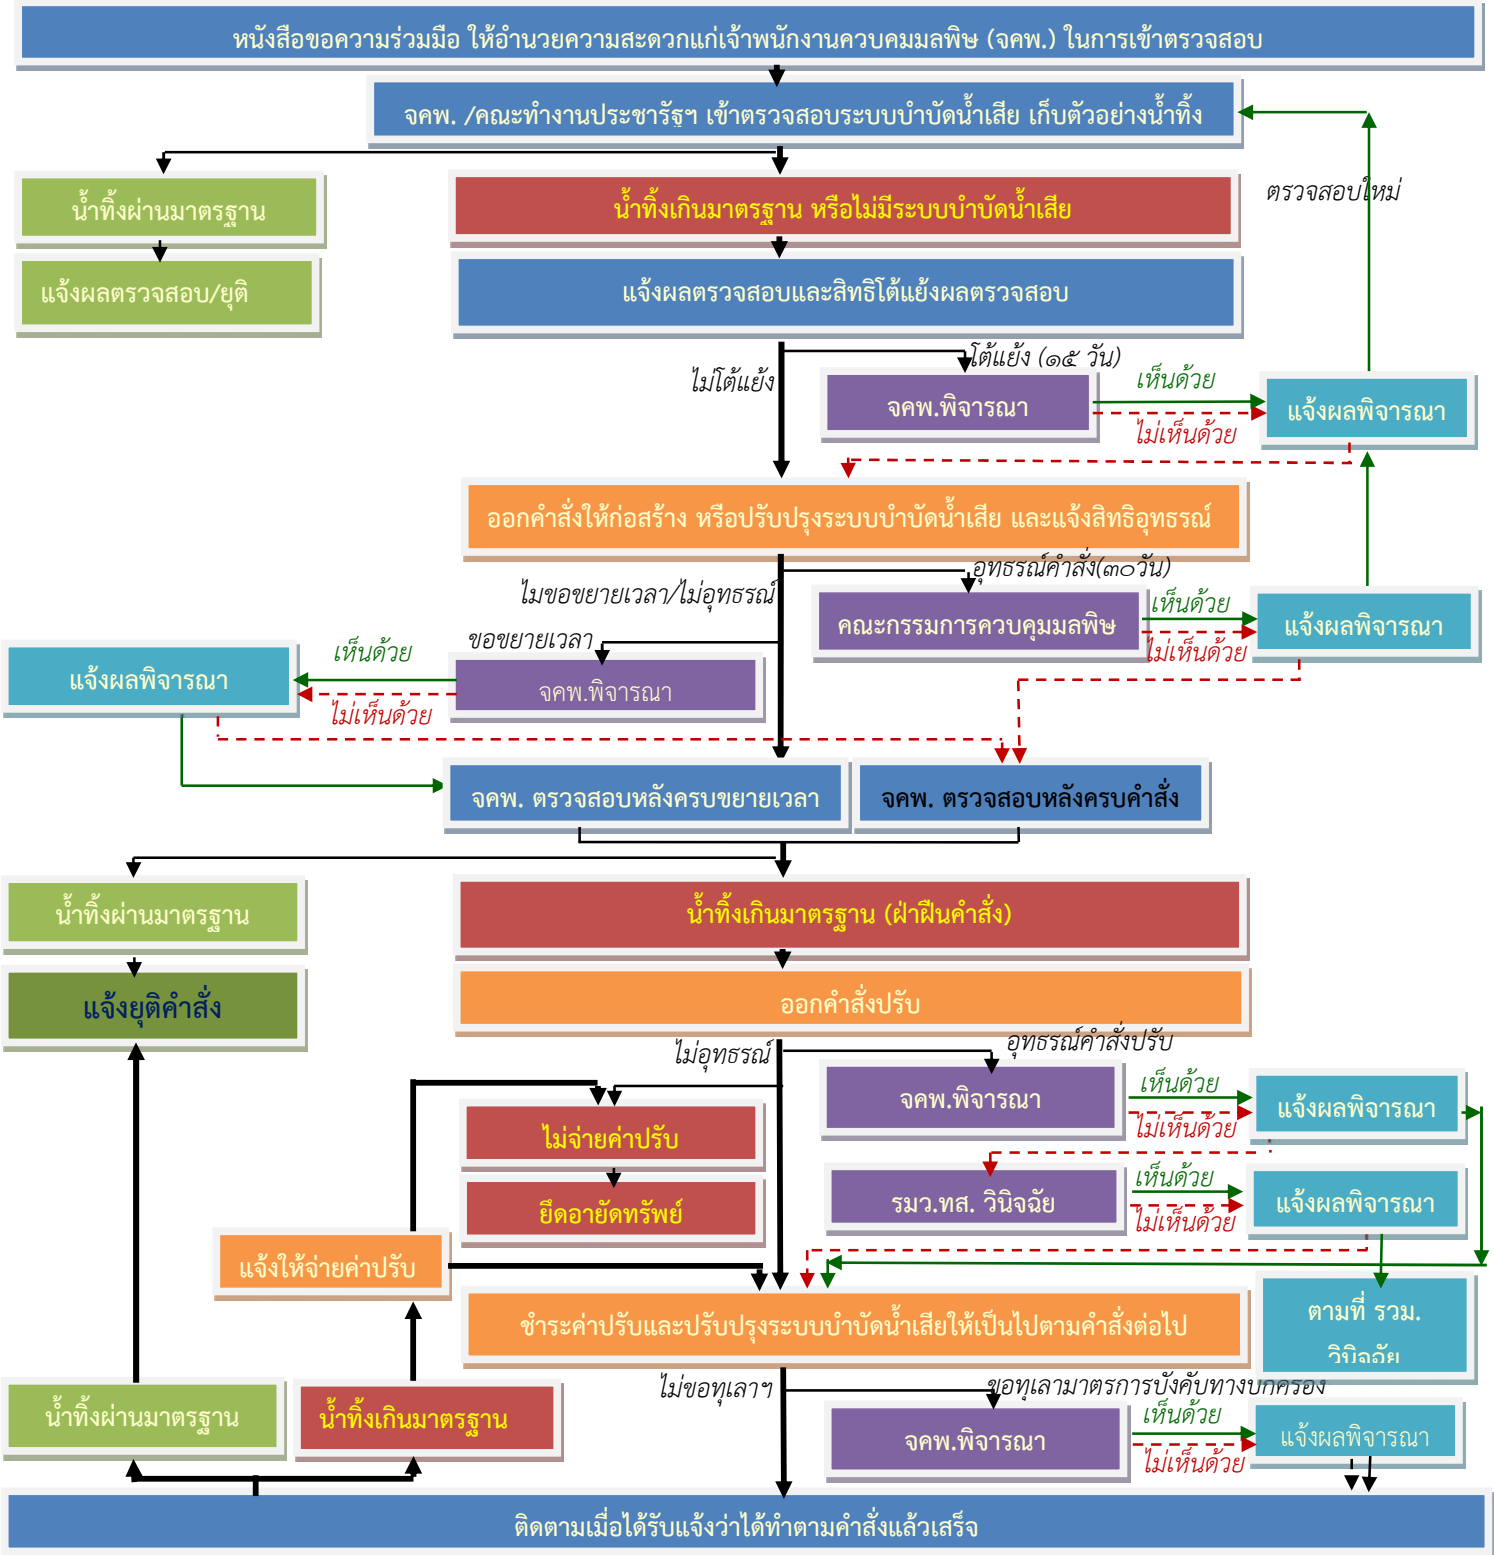 หนังสือขอความร่วมมือ ให้อำนวยความสะดวกแก่เจ้าพนักงานควบคมมลพิษ (จคพ.) ในการเข้าตรวจสอบ
จคพ. /คณะทำงานประชารัฐฯ เข้าตรวจสอบระบบบำบัดน้ำเสีย เก็บตัวอย่างน้ำทิ้ง
ตรวจสอบใหม่
น้ำทิ้งผ่านมาตรฐาน
น้ำทิ้งเกินมาตรฐาน หรือไม่มีระบบบำบัดน้ำเสีย
แจ้งผลตรวจสอบ/ยุติ
แจ้งผลตรวจสอบและสิทธิโต้แย้งผลตรวจสอบ
โต้แย้ง (๑๕ วัน)
ไม่โต้แย้ง
เห็นด้วย
จคพ.พิจารณา
แจ้งผลพิจารณา
ไม่เห็นด้วย
ออกคำสั่งให้ก่อสร้าง หรือปรับปรุงระบบบำบัดน้ำเสีย และแจ้งสิทธิอุทธรณ์
อุทธรณ์คำสั่ง(๓๐วัน)
ไมขอขยายเวลา/ไม่อุทธรณ์
เห็นด้วย
คณะกรรมการควบคุมมลพิษ
แจ้งผลพิจารณา
ไม่เห็นด้วย
ขอขยายเวลา
เห็นด้วย
แจ้งผลพิจารณา
จคพ.พิจารณา
ไม่เห็นด้วย
จคพ. ตรวจสอบหลังครบขยายเวลา
จคพ. ตรวจสอบหลังครบคำสั่ง
น้ำทิ้งผ่านมาตรฐาน
น้ำทิ้งเกินมาตรฐาน (ฝ่าฝืนคำสั่ง)
แจ้งยุติคำสั่ง
ออกคำสั่งปรับ
อุทธรณ์คำสั่งปรับ
ไม่อุทธรณ์
เห็นด้วย
จคพ.พิจารณา
แจ้งผลพิจารณา
ไม่เห็นด้วย
ไม่จ่ายค่าปรับ
เห็นด้วย
รมว.ทส. วินิจฉัย
แจ้งผลพิจารณา
ไม่เห็นด้วย
ยึดอายัดทรัพย์
แจ้งให้จ่ายค่าปรับ
ชำระค่าปรับและปรับปรุงระบบบำบัดน้ำเสียให้เป็นไปตามคำสั่งต่อไป
ตามที่ รวม.
วินิจฉัย
ไม่ขอทุเลาฯ
ขอทุเลามาตรการบังคับทางปกครอง
น้ำทิ้งผ่านมาตรฐาน
น้ำทิ้งเกินมาตรฐาน
เห็นด้วย
จคพ.พิจารณา
แจ้งผลพิจารณา
ไม่เห็นด้วย
ติดตามเมื่อได้รับแจ้งว่าได้ทำตามคำสั่งแล้วเสร็จ